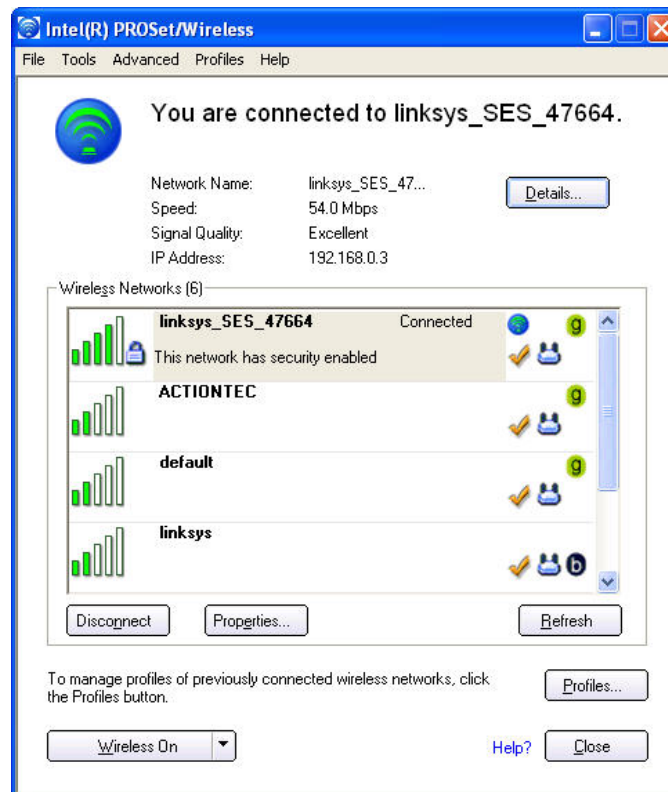 Intel(R) PROSet/Wireless
File Tools Advanced Profiles Help
You are connected to linksys_SES_47664.
Network Name: linksys_SES_47...
Details...
Speed: 54.0 Mbps
Signal Quality: Excellent
IP Address: 192.168.0.3
Wireless Networks (6)
linksys_SES_47664 Connected g
This network has security enabled
ACTIONTEC g
default g
linksys
b
Disconnect Properties... Refresh
To manage profiles of previously connected wireless networks, click
the Profiles button.
Profiles...
Wireless On Help? Close